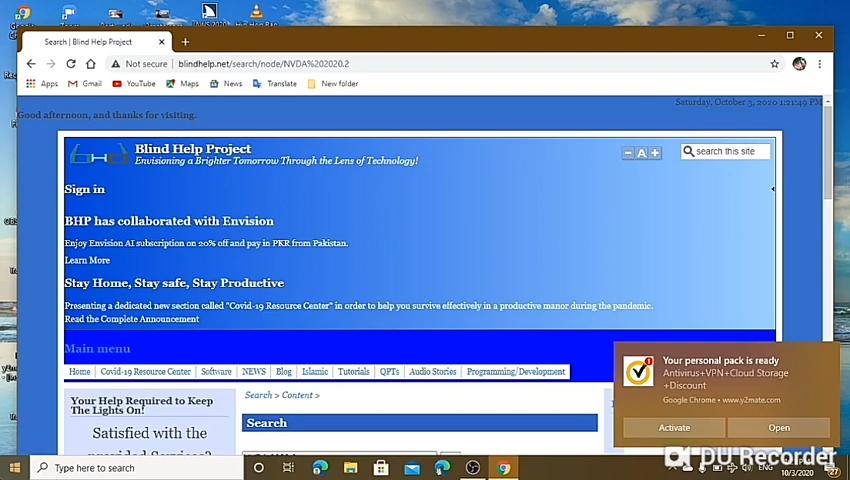 Search | Blind Help Project
Not secure | blindhelp.net/search/node/NVDA%202020.2
Apps Gmail YouTube Maps News Translate New folder
Saturday, October 3, 2020 1:21:49 PM
Good afternoon, and thanks for visiting.
Blind Help Project
Envisioning a Brighter Tomorrow Through the Lens of Technology!
- A +
search this site
Sign in
BHP has collaborated with Envision
Enjoy Envision AI subscription on 20% off and pay in PKR from Pakistan.
Learn More
Stay Home, Stay safe, Stay Productive
Presenting a dedicated new section called "Covid-19 Resource Center" in order to help you survive effectively in a productive manor during the pandemic.
Read the Complete Announcement
Main menu
Home Covid-19 Resource Center Software NEWS Blog Islamic Tutorials QPTs Audio Stories Programming/Development
Your Help Required to Keep
The Lights On!
Satisfied with the
provided Services?
Search > Content >
Search
Your personal pack is ready
Antivirus+VPN+Cloud Storage
+Discount
Google Chrome • www.y2mate.com
Activate Open
DU Recorder
Type here to search
ENG
10/3/2020
27